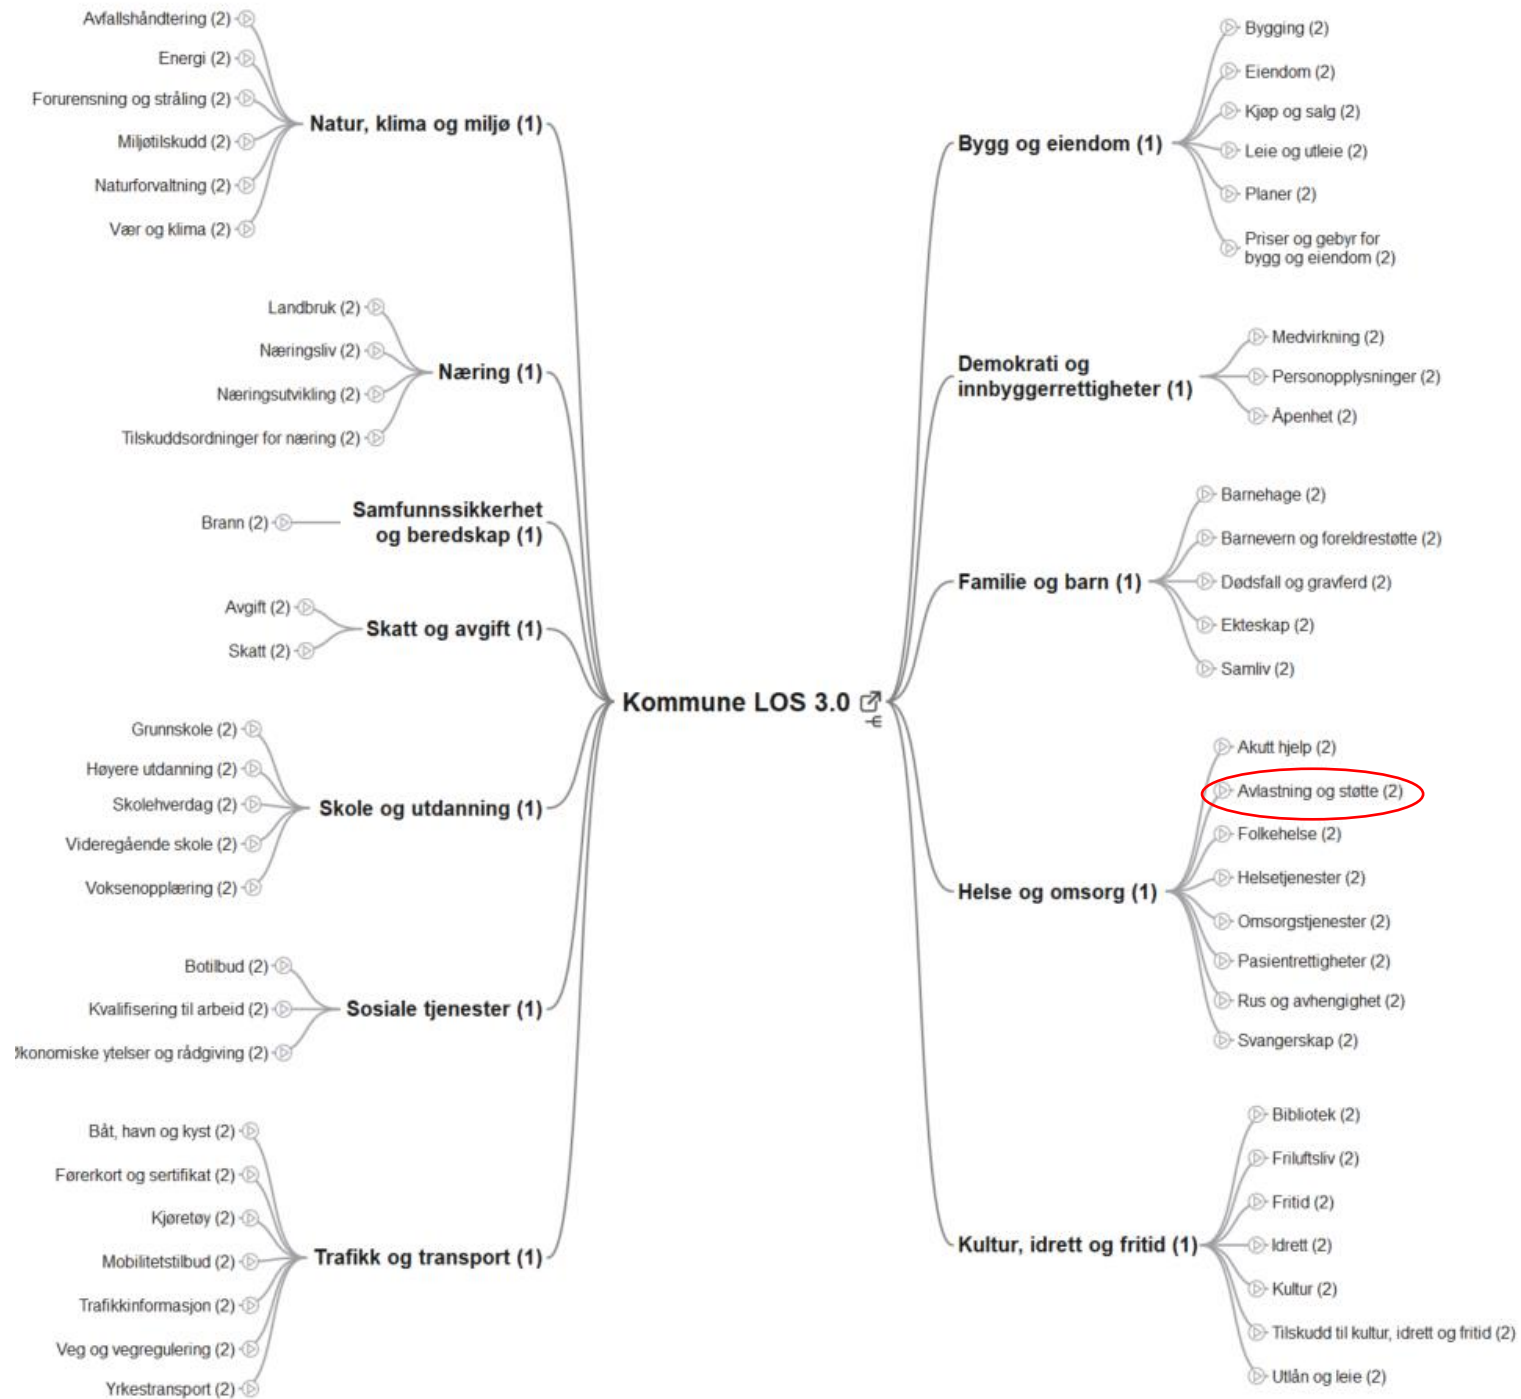 Avfallshåndtering (2)
Energi (2)
Forurensning og stråling (2)
Miljøtilskudd (2)
Naturforvaltning (2)
Vær og klima (2)
Natur, klima og miljø (1)
Landbruk (2)
Næringsliv (2)
Næringsutvikling (2)
Tilskuddsordninger for næring (2)
Næring (1)
Brann (2)
Samfunnssikkerhet
og beredskap (1)
Avgift (2)
Skatt (2)
Skatt og avgift (1)
Grunnskole (2)
Høyere utdanning (2)
Skolehverdag (2)
Videregående skole (2)
Voksenopplæring (2)
Skole og utdanning (1)
Botilbud (2)
Kvalifisering til arbeid (2)
Økonomiske ytelser og rådgiving (2)
Sosiale tjenester (1)
Båt, havn og kyst (2)
Førerkort og sertifikat (2)
Kjøretøy (2)
Mobilitetstilbud (2)
Trafikkinformasjon (2)
Veg og vegregulering (2)
Yrkestransport (2)
Trafikk og transport (1)
Kommune LOS 3.0
Bygg og eiendom (1)
Bygging (2)
Eiendom (2)
Kjøp og salg (2)
Leie og utleie (2)
Planer (2)
Priser og gebyr for
bygg og eiendom (2)
Demokrati og
innbyggerrettigheter (1)
Medvirkning (2)
Personopplysninger (2)
Åpenhet (2)
Familie og barn (1)
Barnehage (2)
Barnevern og foreldrestøtte (2)
Dødsfall og gravferd (2)
Ekteskap (2)
Samliv (2)
Helse og omsorg (1)
Akutt hjelp (2)
Avlastning og støtte (2)
Folkehelse (2)
Helsetjenester (2)
Omsorgstjenester (2)
Pasientrettigheter (2)
Rus og avhengighet (2)
Svangerskap (2)
Kultur, idrett og fritid (1)
Bibliotek (2)
Friluftsliv (2)
Fritid (2)
Idrett (2)
Kultur (2)
Tilskudd til kultur, idrett og fritid (2)
Utlån og leie (2)